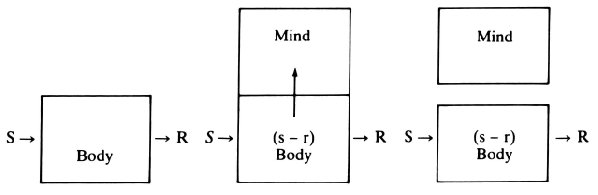 Mind
Mind
S → Body → R
S → (s – r) Body → R
S → (s – r) Body → R